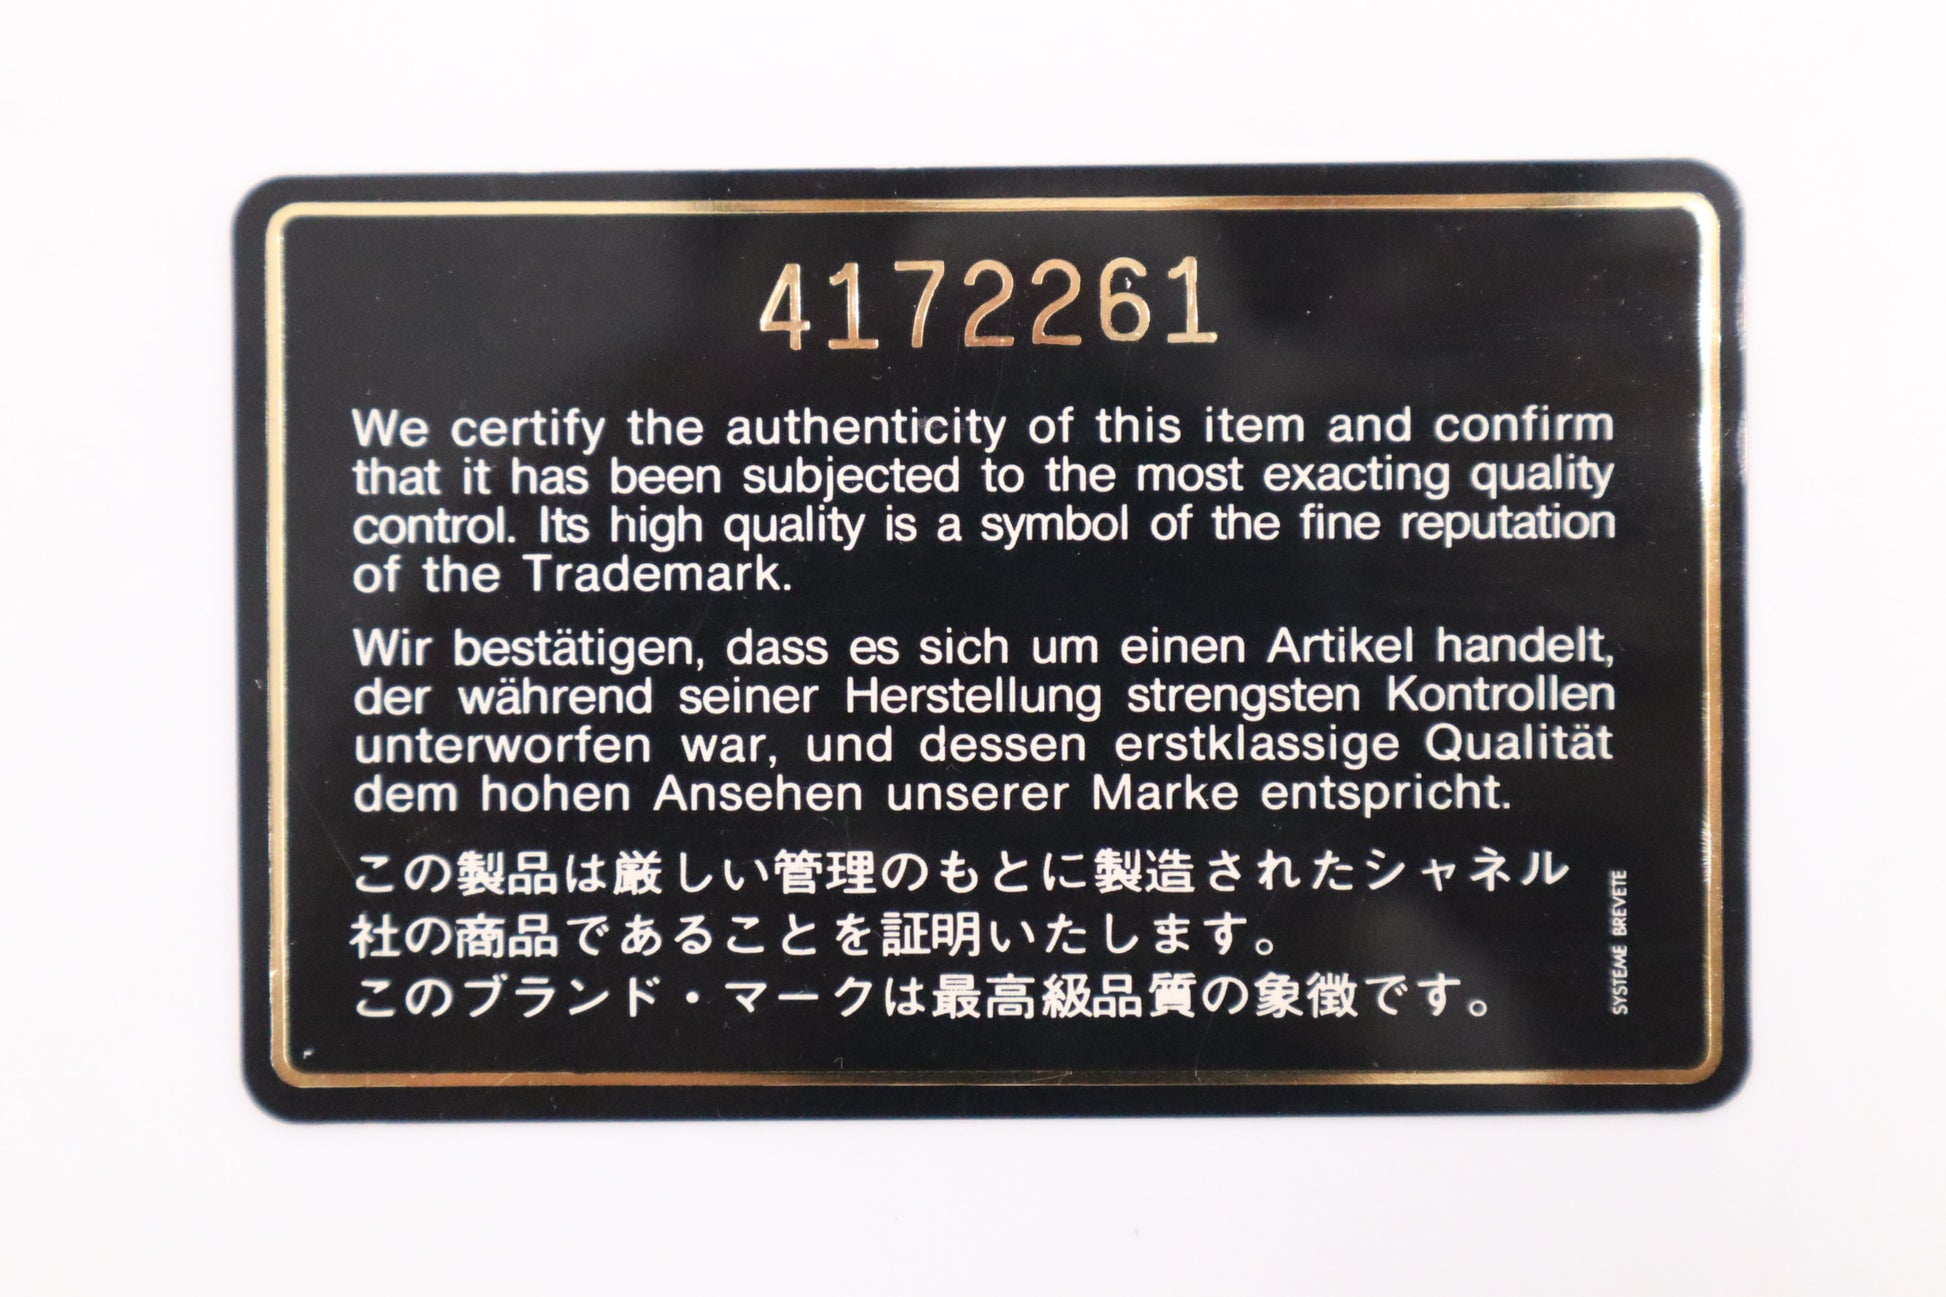 4172261
We certify the authenticity of this item and confirm
that it has been subjected to the most exacting quality
control. Its high quality is a symbol of the fine reputation
of the Trademark.
Wir bestätigen, dass es sich um einen Artikel handelt,
der während seiner Herstellung strengsten Kontrollen
unterworfen war, und dessen erstklassige Qualität
dem hohen Ansehen unserer Marke entspricht.
この製品は厳しい管理のもとに製造されたシャネル
社の商品であることを証明いたします。
このブランド・マークは最高級品質の象徴です。
SYSTEME BREVETE